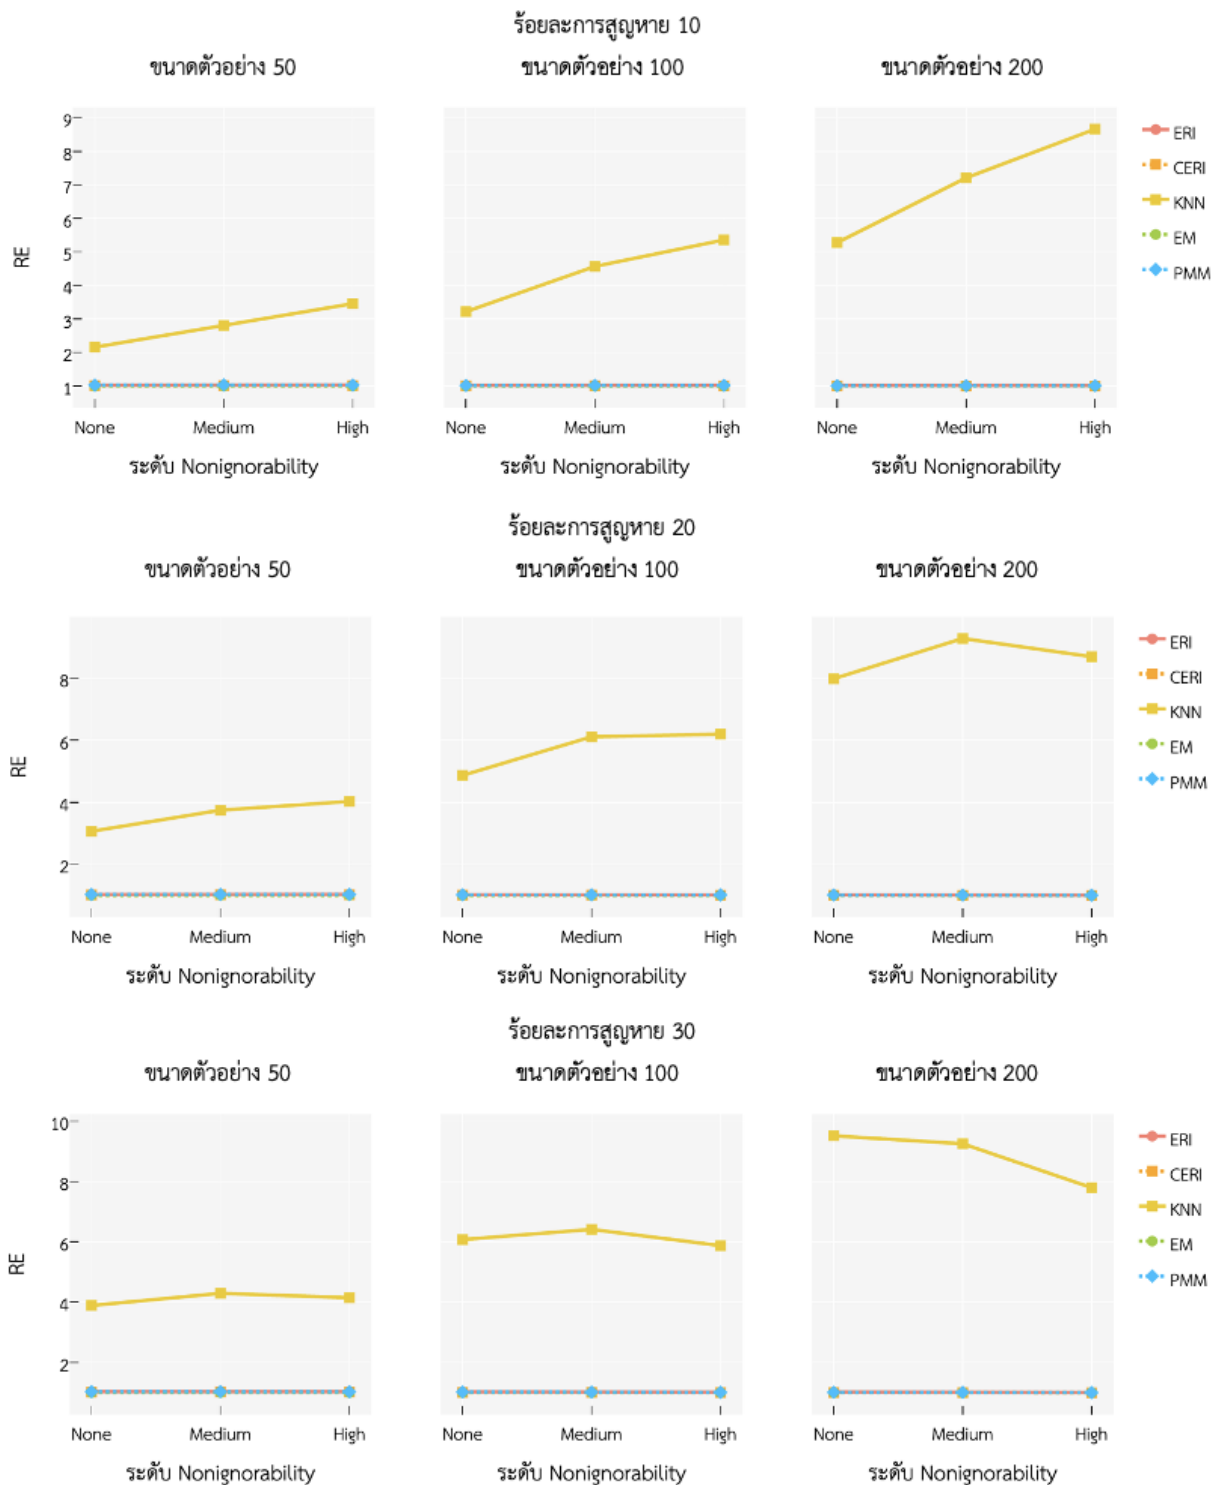 ร้อยละการสูญหาย 10
ขนาดตัวอย่าง 50
ขนาดตัวอย่าง 100
ขนาดตัวอย่าง 200
RE
9
8
7
6
5
4
3
2
1
None Medium High
None Medium High
None Medium High
ระดับ Nonignorability
ระดับ Nonignorability
ระดับ Nonignorability
ERI
CERI
KNN
EM
PMM
ร้อยละการสูญหาย 20
ขนาดตัวอย่าง 50
ขนาดตัวอย่าง 100
ขนาดตัวอย่าง 200
RE
8
6
4
2
None Medium High
None Medium High
None Medium High
ระดับ Nonignorability
ระดับ Nonignorability
ระดับ Nonignorability
ERI
CERI
KNN
EM
PMM
ร้อยละการสูญหาย 30
ขนาดตัวอย่าง 50
ขนาดตัวอย่าง 100
ขนาดตัวอย่าง 200
RE
10
8
6
4
2
None Medium High
None Medium High
None Medium High
ระดับ Nonignorability
ระดับ Nonignorability
ระดับ Nonignorability
ERI
CERI
KNN
EM
PMM